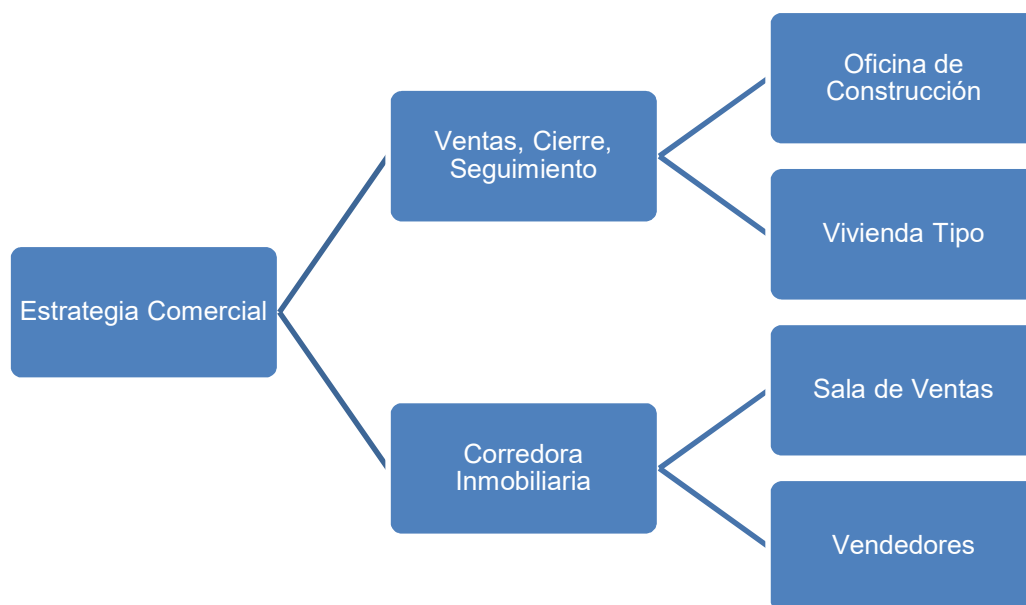 Oficina de
Construcción
Ventas, Cierre,
Seguimiento
Vivienda Tipo
Estrategia Comercial
Sala de Ventas
Corredora
Inmobiliaria
Vendedores